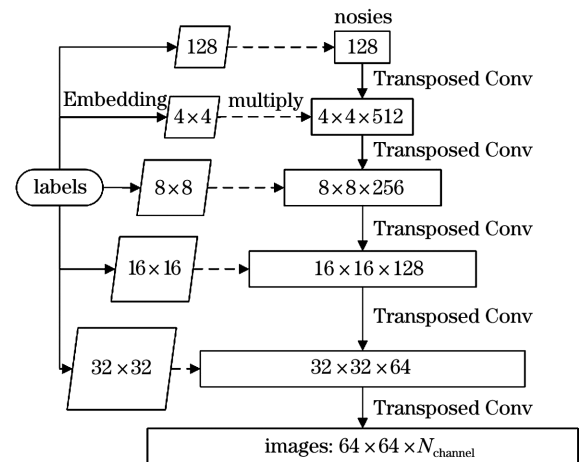 nosies
128
128
Transposed Conv
Embedding
multiply
4×4
4×4×512
Transposed Conv
labels
8×8
8×8×256
Transposed Conv
16×16
16×16×128
Transposed Conv
32×32
32×32×64
Transposed Conv
images: 64×64×N_channel